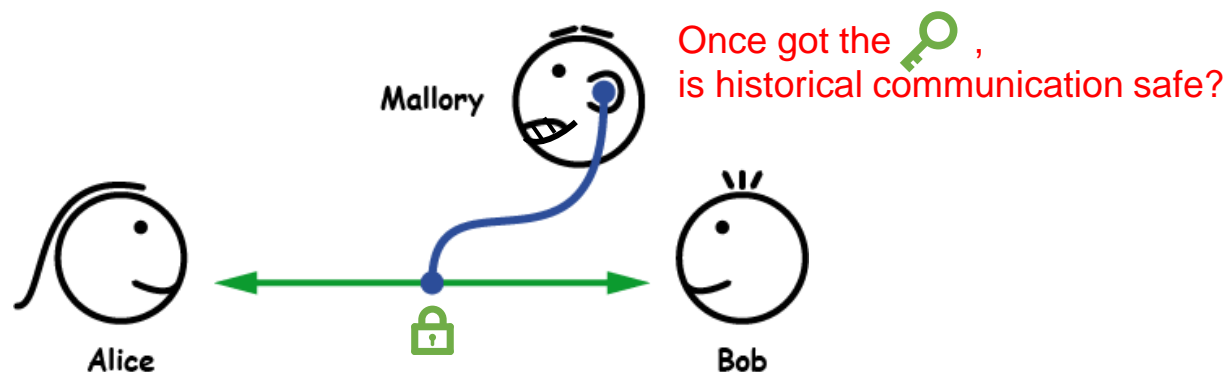 Once got the ,
is historical communication safe?
Mallory
Alice
Bob